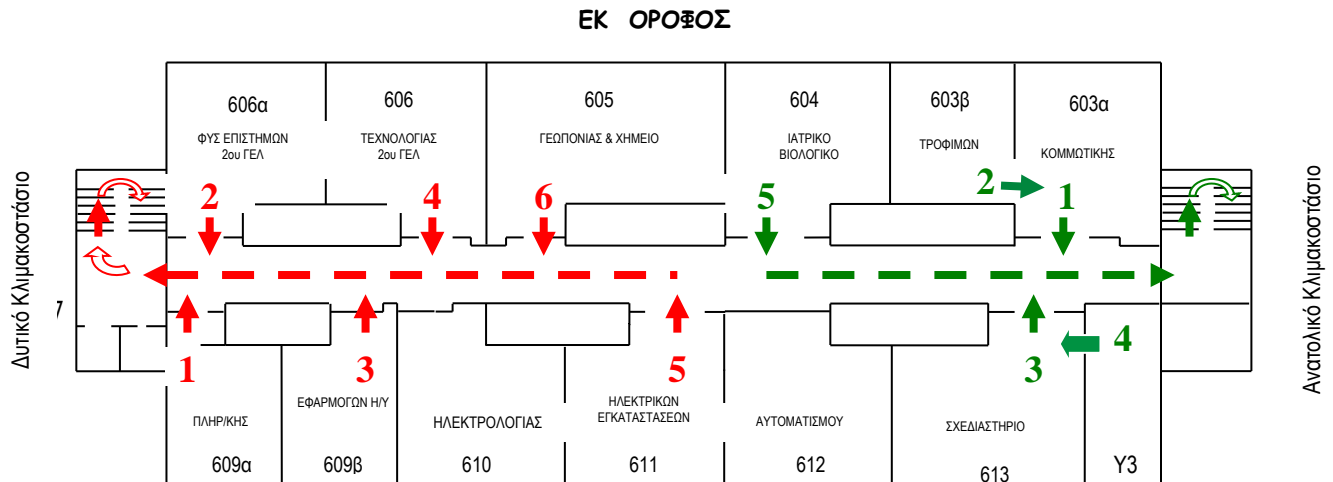 ΕΚ ΟΡΟΦΟΣ
606α
606
605
604
603β
603α
ΦΥΣ ΕΠΙΣΤΗΜΩΝ
2ου ΓΕΛ
ΤΕΧΝΟΛΟΓΙΑΣ
2ου ΓΕΛ
ΓΕΩΠΟΝΙΑΣ & ΧΗΜΕΙΟ
ΙΑΤΡΙΚΟ
ΒΙΟΛΟΓΙΚΟ
ΤΡΟΦΙΜΩΝ
ΚΟΜΜΩΤΙΚΗΣ
Δυτικό Κλιμακοστάσιο
Ανατολικό Κλιμακοστάσιο
2
4
6
5
2
1
7
1
3
5
3
4
ΠΛΗΡ/ΚΗΣ
ΕΦΑΡΜΟΓΩΝ Η/Υ
ΗΛΕΚΤΡΟΛΟΓΙΑΣ
ΗΛΕΚΤΡΙΚΩΝ
ΕΓΚΑΤΑΣΤΑΣΕΩΝ
ΑΥΤΟΜΑΤΙΣΜΟΥ
ΣΧΕΔΙΑΣΤΗΡΙΟ
609α
609β
610
611
612
613
Υ3